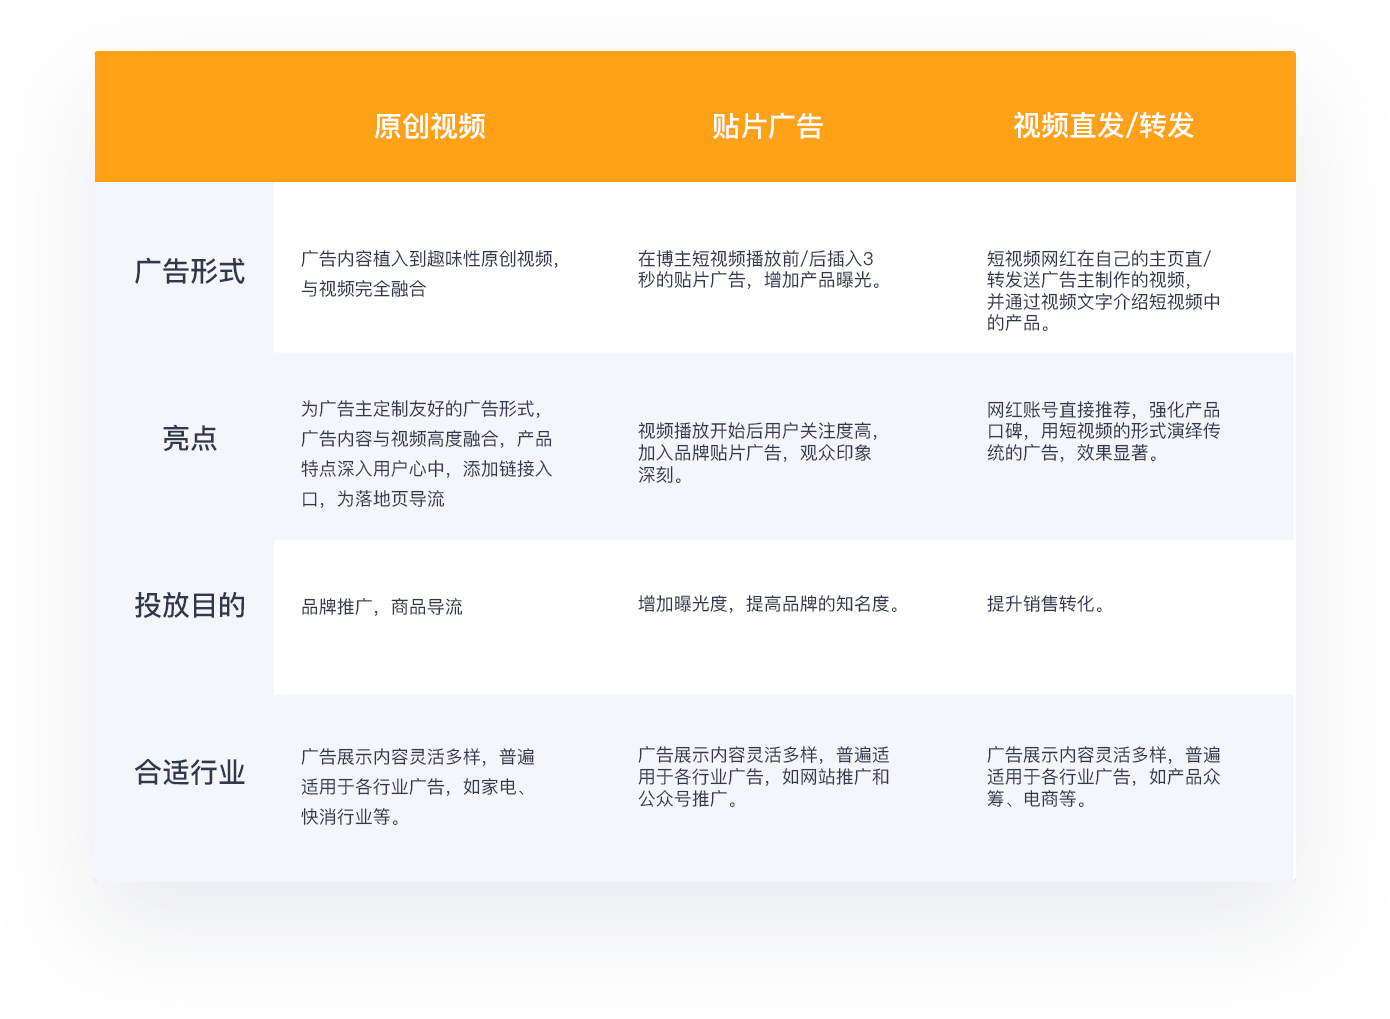 原创视频
贴片广告
视频直发/转发
广告形式
广告内容植入到趣味性原创视频，
与视频完全融合
在博主短视频播放前/后插入3
秒的贴片广告，增加产品曝光。
短视频网红在自己的主页直/
转发送广告主制作的视频，
并通过视频文字介绍短视频中
的产品。
亮点
为广告主定制友好的广告形式，
广告内容与视频高度融合，产品
特点深入用户心中，添加链接入
口，为落地页导流
视频播放开始后用户关注度高，
加入品牌贴片广告，观众印象
深刻。
网红账号直接推荐，强化产品
口碑，用短视频的形式演绎传
统的广告，效果显著。
投放目的
品牌推广，商品导流
增加曝光度，提高品牌的知名度。
提升销售转化。
合适行业
广告展示内容灵活多样，普遍
适用于各行业广告，如家电、
快消行业等。
广告展示内容灵活多样，普遍适
用于各行业广告，如网站推广和
公众号推广。
广告展示内容灵活多样，普遍
适用于各行业广告，如产品众
筹、电商等。